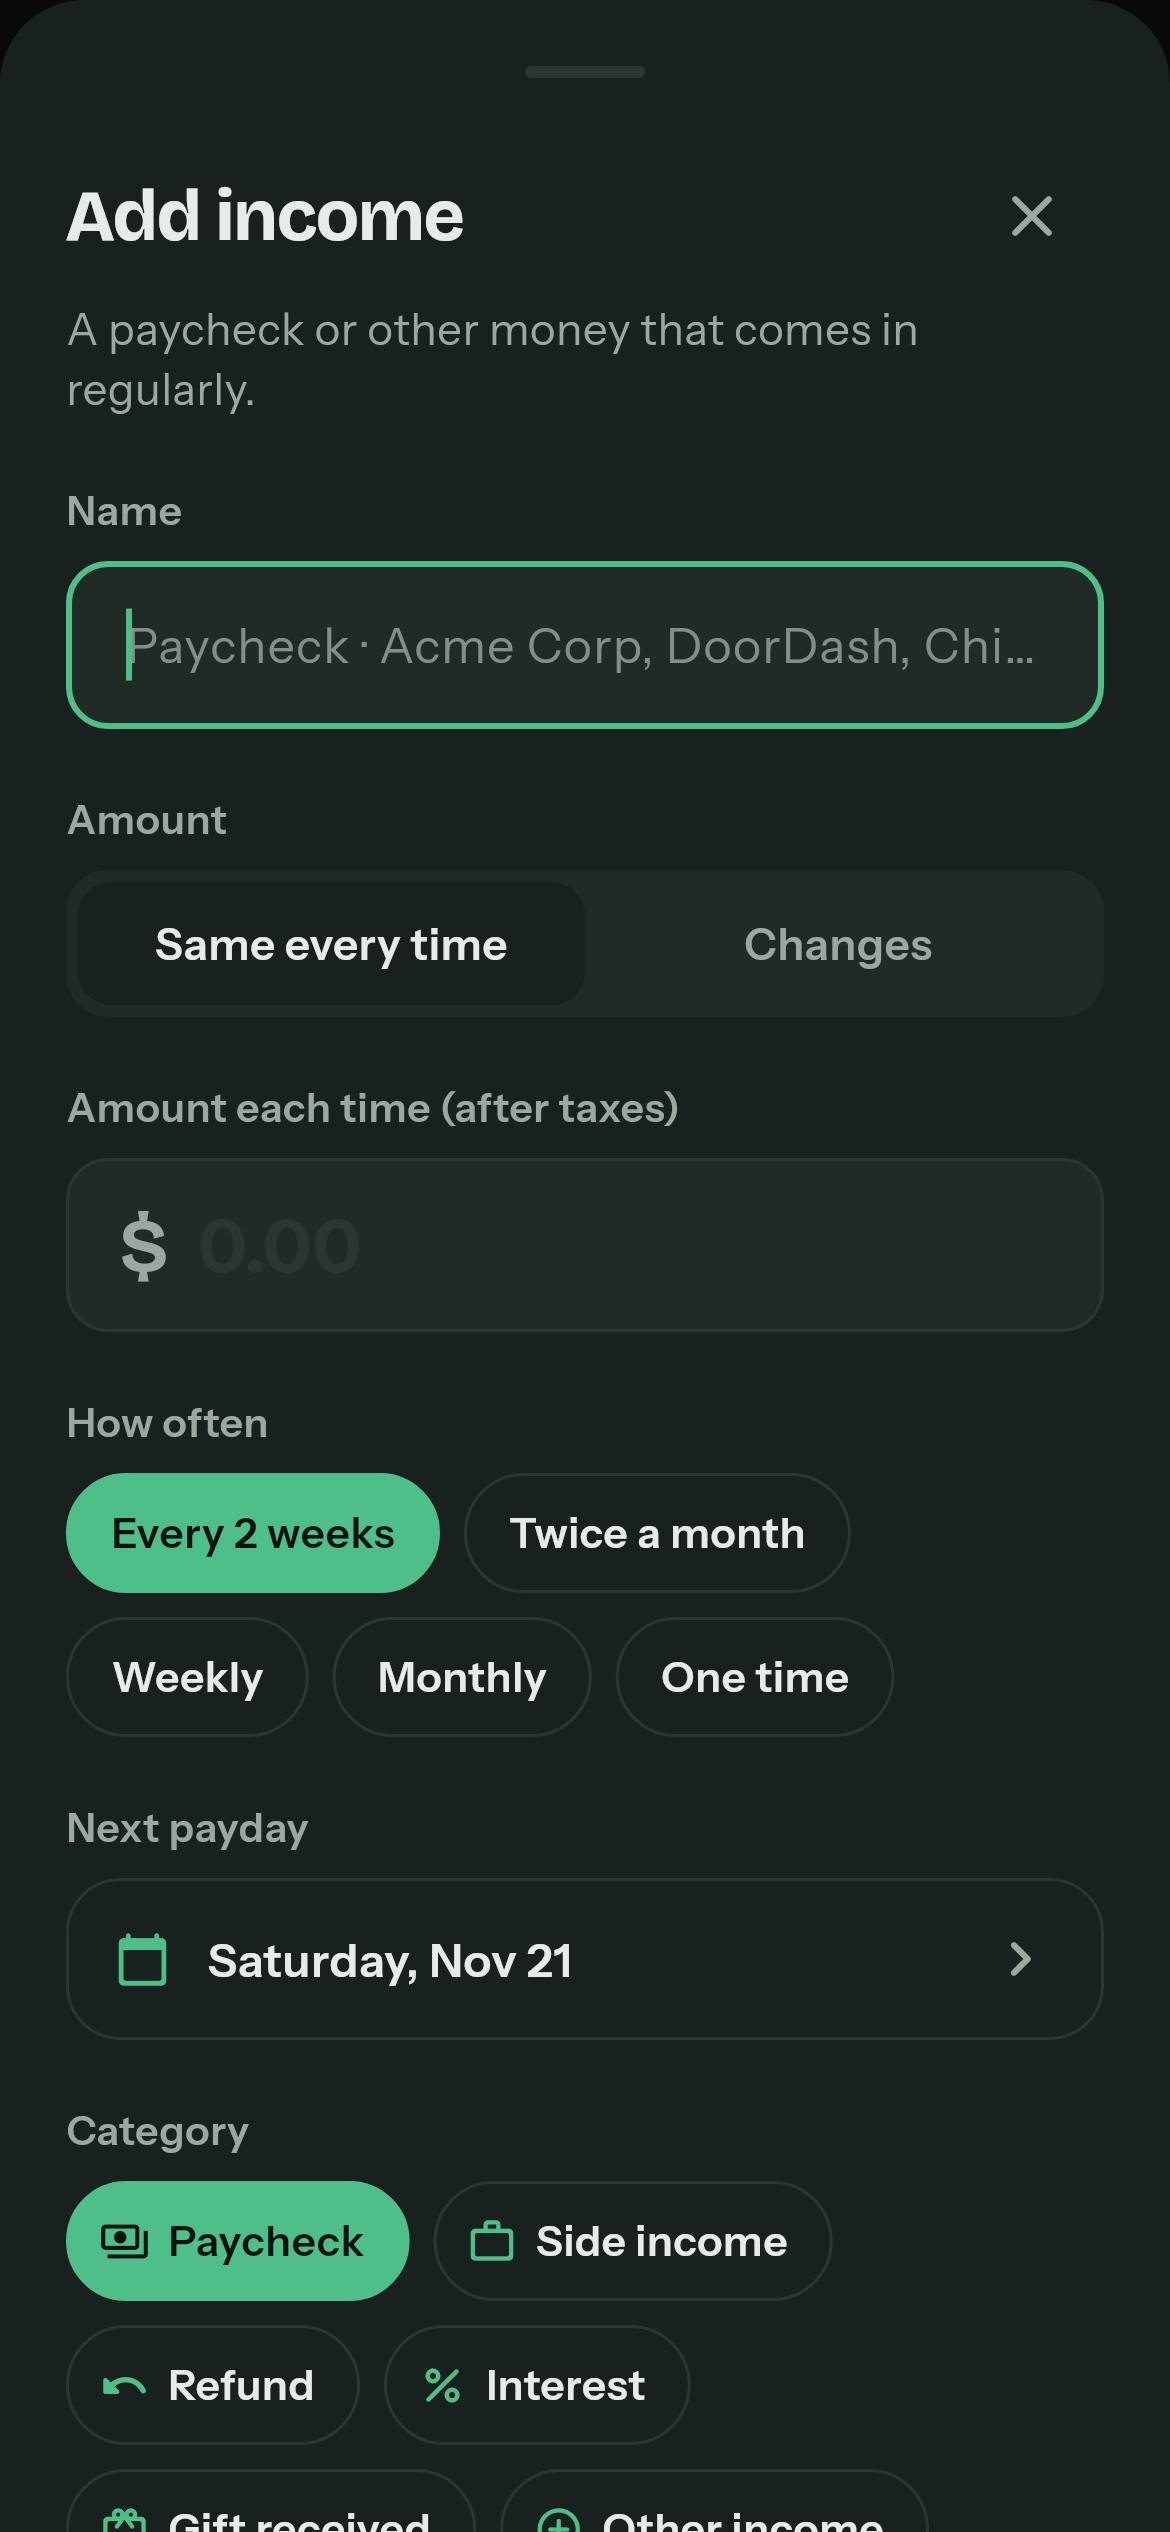 Add income
A paycheck or other money that comes in
regularly.
Name
Paycheck · Acme Corp, DoorDash, Chi...
Amount
Same every time
Changes
Amount each time (after taxes)
$ 0.00
How often
Every 2 weeks
Twice a month
Weekly
Monthly
One time
Next payday
Saturday, Nov 21
Category
Paycheck
Side income
Refund
Interest
Gift received
Other income